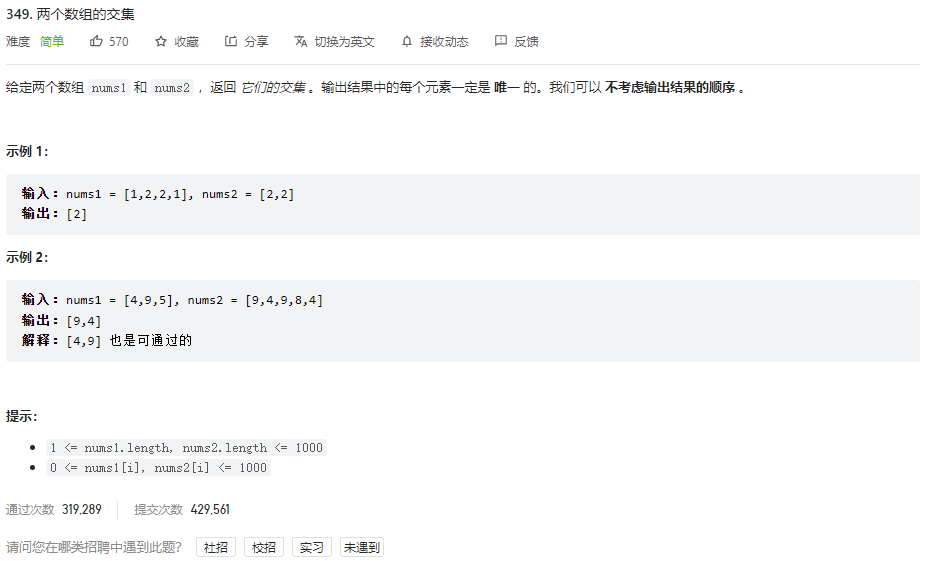 349. 两个数组的交集
难度 简单 570 收藏 分享 切换为英文 接收动态 反馈
给定两个数组 nums1 和 nums2 ，返回 它们的交集 。输出结果中的每个元素一定是 唯一 的。我们可以 不考虑输出结果的顺序 。
示例 1：
输入：nums1 = [1,2,2,1], nums2 = [2,2]
输出：[2]
示例 2：
输入：nums1 = [4,9,5], nums2 = [9,4,9,8,4]
输出：[9,4]
解释：[4,9] 也是可通过的
提示：
1 <= nums1.length, nums2.length <= 1000
0 <= nums1[i], nums2[i] <= 1000
通过次数 319,289 提交次数 429,561
请问您在哪类招聘中遇到此题？ 社招 校招 实习 未遇到